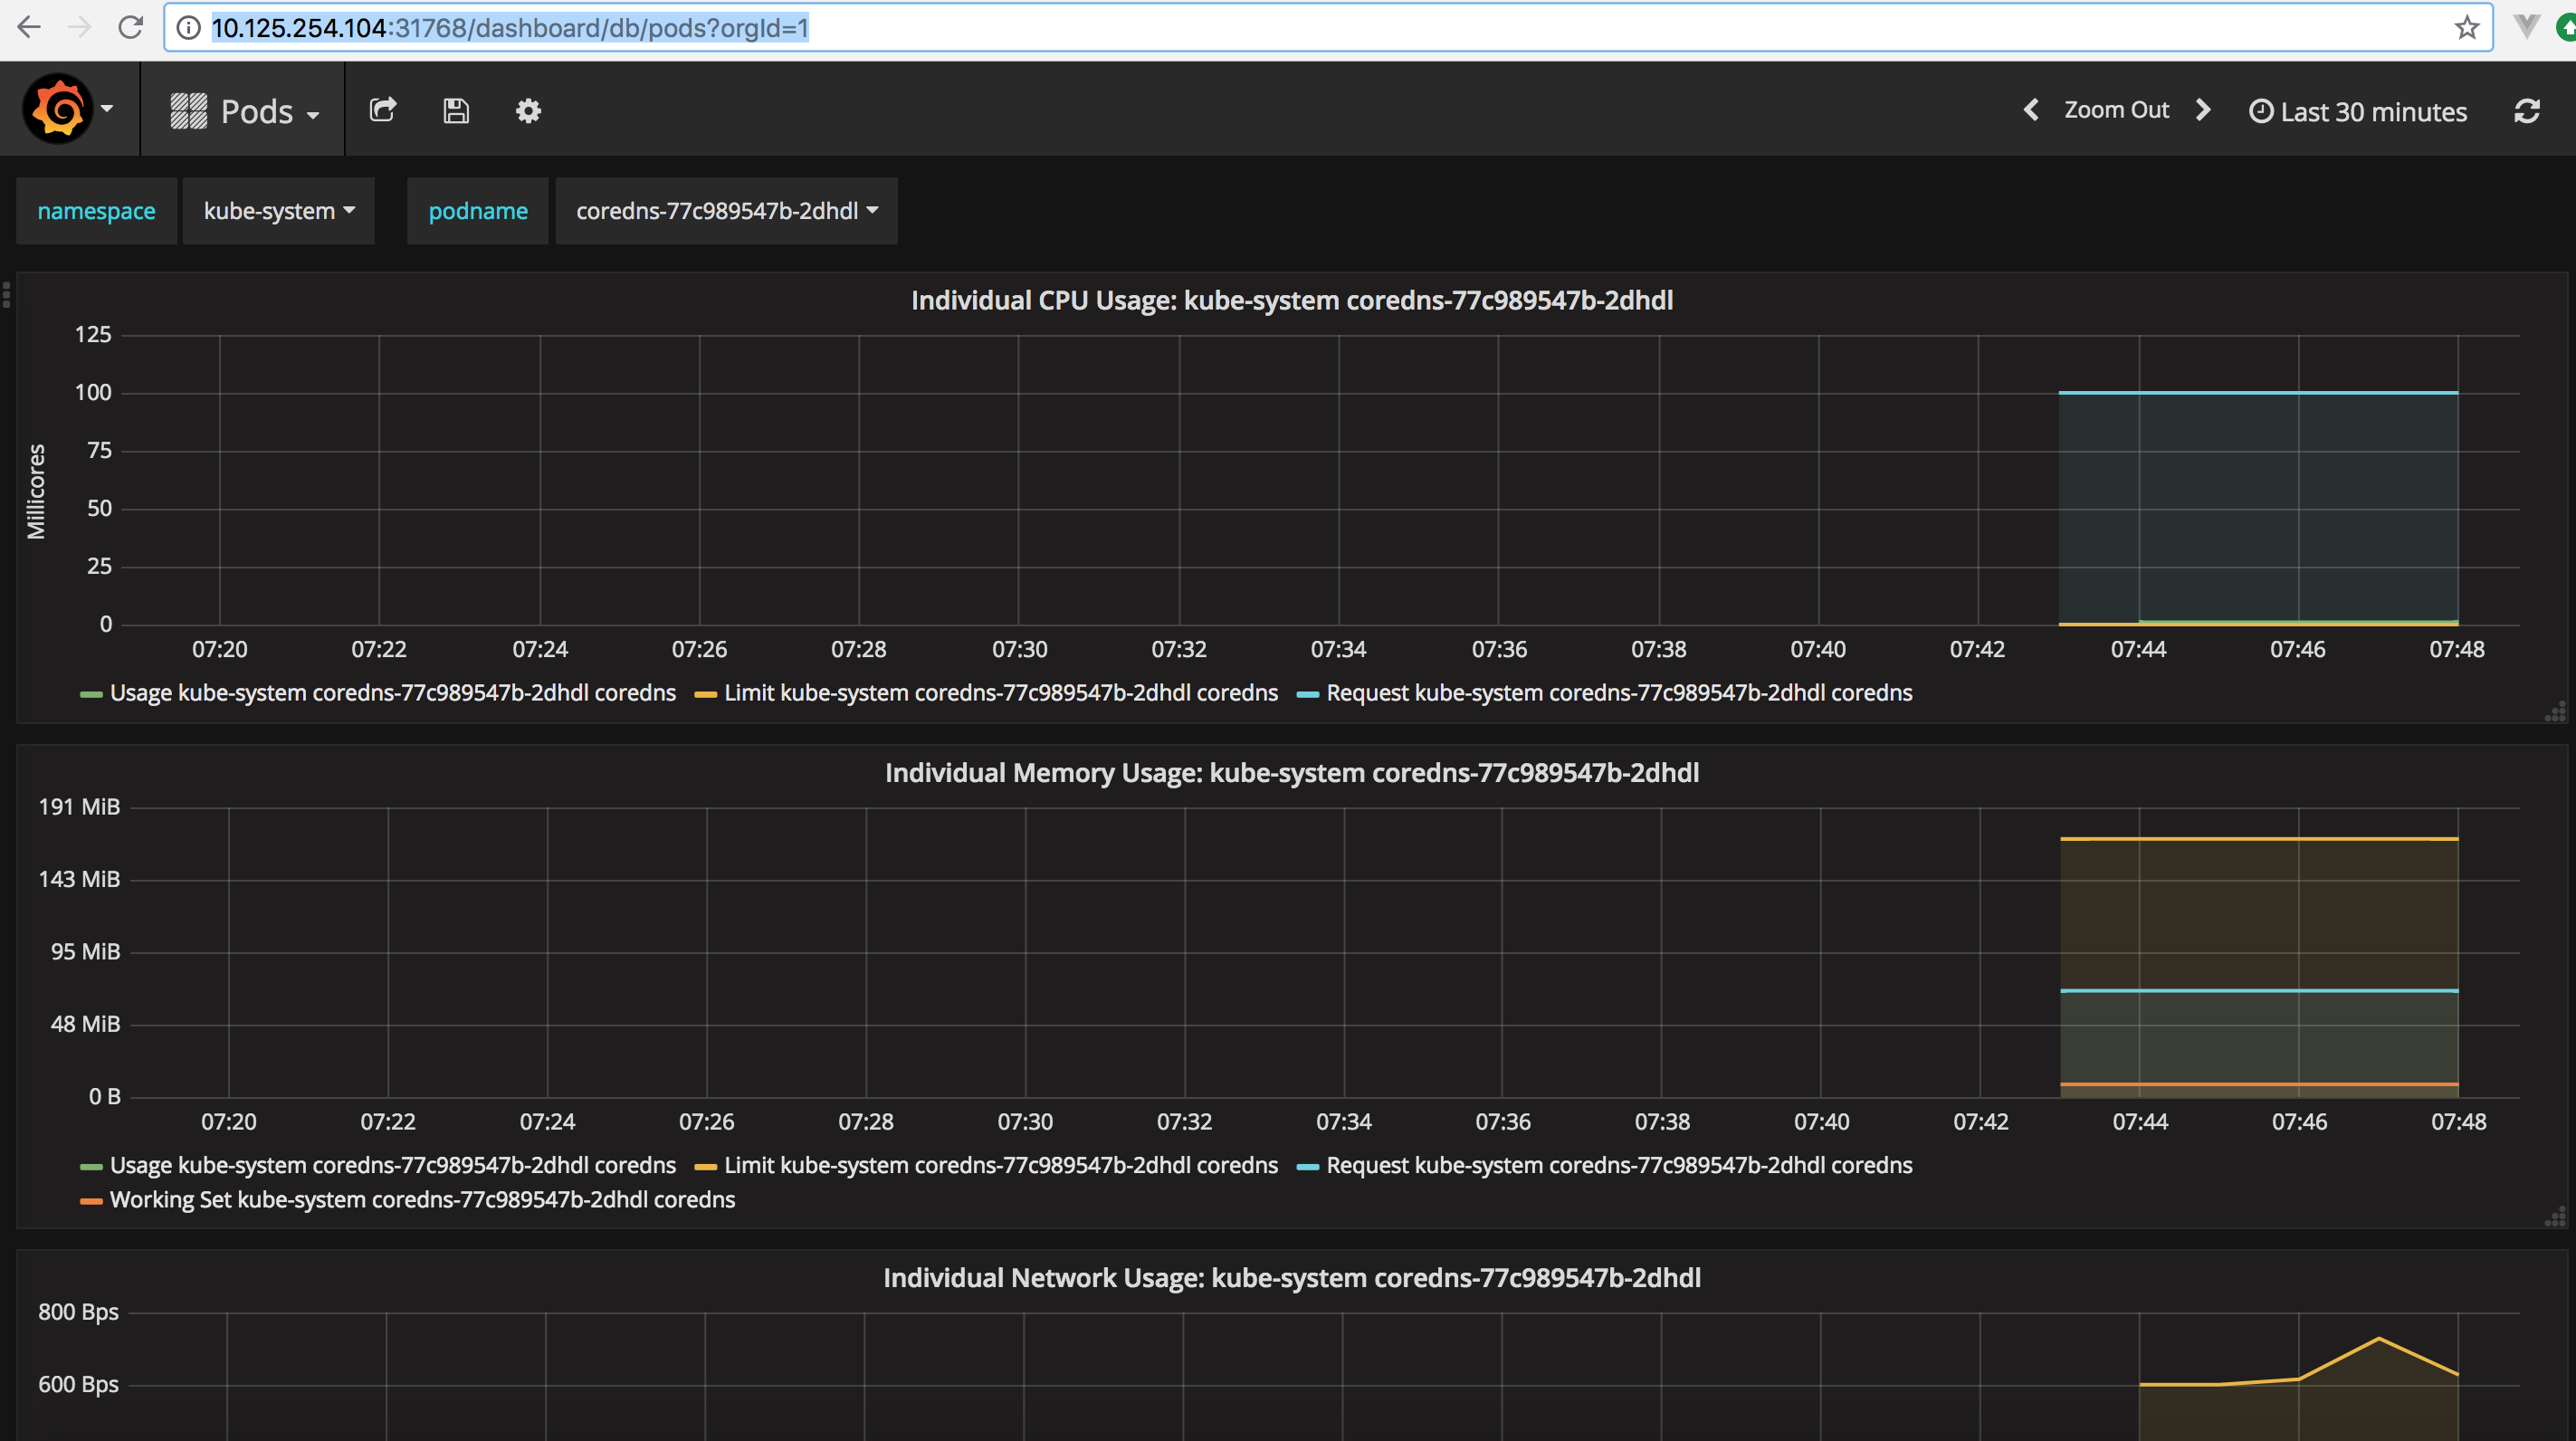 10.125.254.104:31768/dashboard/db/pods?orgId=1
Pods Zoom Out Last 30 minutes
namespace kube-system podname coredns-77c989547b-2dhdl
Individual CPU Usage: kube-system coredns-77c989547b-2dhdl
125
100
75
50
25
0
Millicores
07:20 07:22 07:24 07:26 07:28 07:30 07:32 07:34 07:36 07:38 07:40 07:42 07:44 07:46 07:48
Usage kube-system coredns-77c989547b-2dhdl coredns Limit kube-system coredns-77c989547b-2dhdl coredns Request kube-system coredns-77c989547b-2dhdl coredns
Individual Memory Usage: kube-system coredns-77c989547b-2dhdl
191 MiB
143 MiB
95 MiB
48 MiB
0 B
07:20 07:22 07:24 07:26 07:28 07:30 07:32 07:34 07:36 07:38 07:40 07:42 07:44 07:46 07:48
Usage kube-system coredns-77c989547b-2dhdl coredns Limit kube-system coredns-77c989547b-2dhdl coredns Request kube-system coredns-77c989547b-2dhdl coredns
Working Set kube-system coredns-77c989547b-2dhdl coredns
Individual Network Usage: kube-system coredns-77c989547b-2dhdl
800 Bps
600 Bps